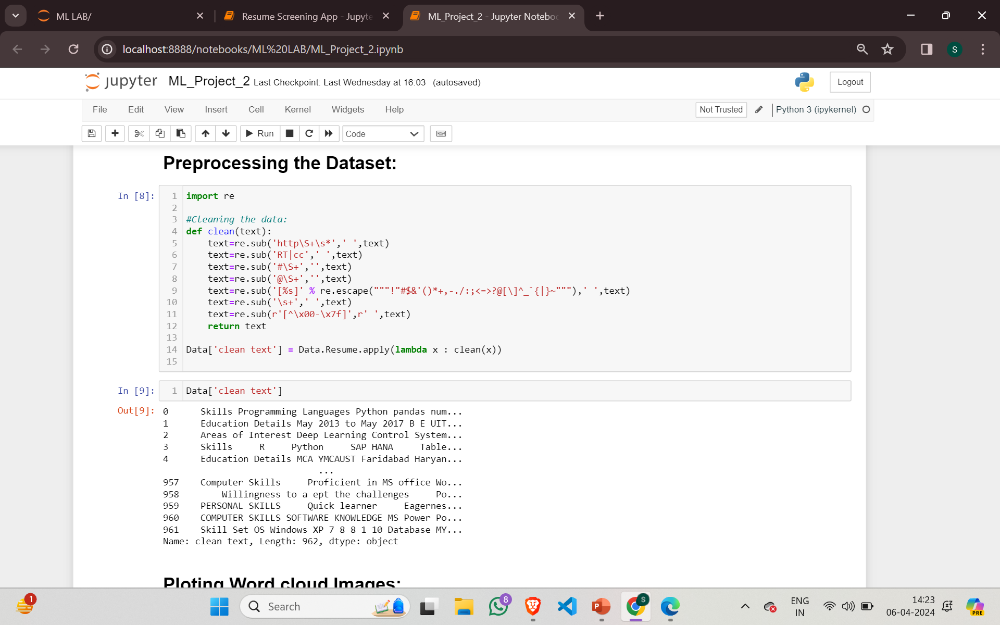 ML LAB/
Resume Screening App - Jupyte
ML_Project_2 - Jupyter Noteboo
localhost:8888/notebooks/ML%20LAB/ML_Project_2.ipynb
S
jupyter ML_Project_2 Last Checkpoint: Last Wednesday at 16:03 (autosaved)
Logout
File Edit View Insert Cell Kernel Widgets Help
Not Trusted
Python 3 (ipykernel)
Run
Code
Preprocessing the Dataset:
In [8]:
1 import re
2
3 #Cleaning the data:
4 def clean(text):
5     text=re.sub('http\S+\s*',' ',text)
6     text=re.sub('RT|cc',' ',text)
7     text=re.sub('#\S+','',text)
8     text=re.sub('@\S+','',text)
9     text=re.sub('[%s]' % re.escape("""!"#$&'()*+,-./:;<=>?@[\]^_`{|}~"""),' ',text)
10     text=re.sub('\s+',' ',text)
11     text=re.sub(r'[^\x00-\x7f]',r' ',text)
12     return text
13
14 Data['clean text'] = Data.Resume.apply(lambda x : clean(x))
15
In [9]: 1 Data['clean text']
Out[9]: 0      Skills Programming Languages Python pandas num...
1      Education Details May 2013 to May 2017 B E UIT...
2      Areas of Interest Deep Learning Control System...
3      Skills     R     Python     SAP HANA     Table...
4      Education Details MCA YMCAUST Faridabad Haryan...
...
957    Computer Skills     Proficient in MS office Wo...
958        Willingness to a ept the challenges     Po...
959    PERSONAL SKILLS     Quick learner     Eagernes...
960    COMPUTER SKILLS SOFTWARE KNOWLEDGE MS Power Po...
961    Skill Set OS Windows XP 7 8 8 1 10 Database MY...
Name: clean text, Length: 962, dtype: object
Ploting Word cloud Images:
1
Search
8
P
S
ENG
IN
14:23
06-04-2024
PRE